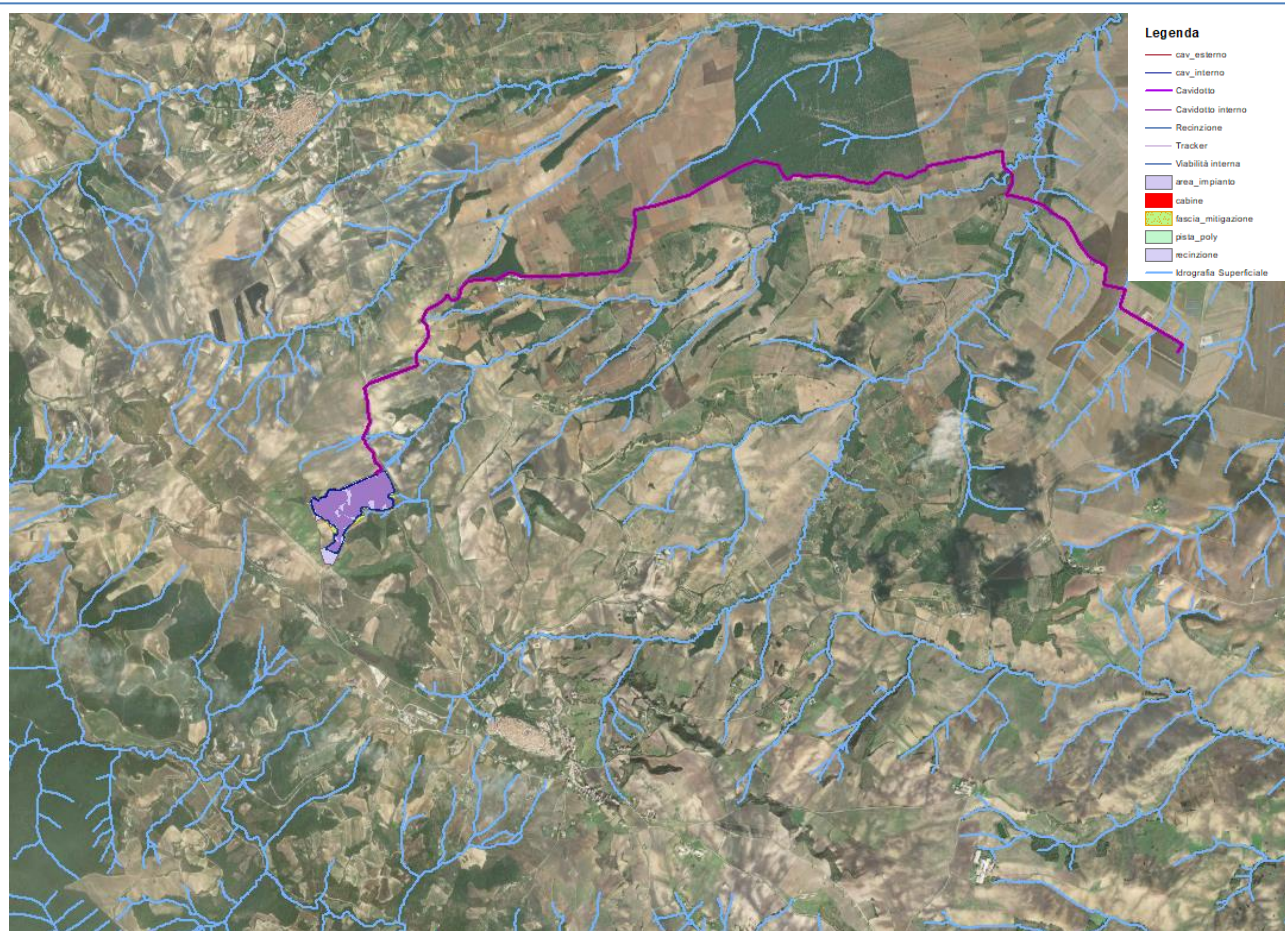 Legenda
cav_esterno
cav_interno
Cavidotto
Cavidotto interno
Recinzione
Tracker
Viabilità interna
area_impianto
cabine
fascia_mitigazione
pista_poly
recinzione
Idrografia Superficiale